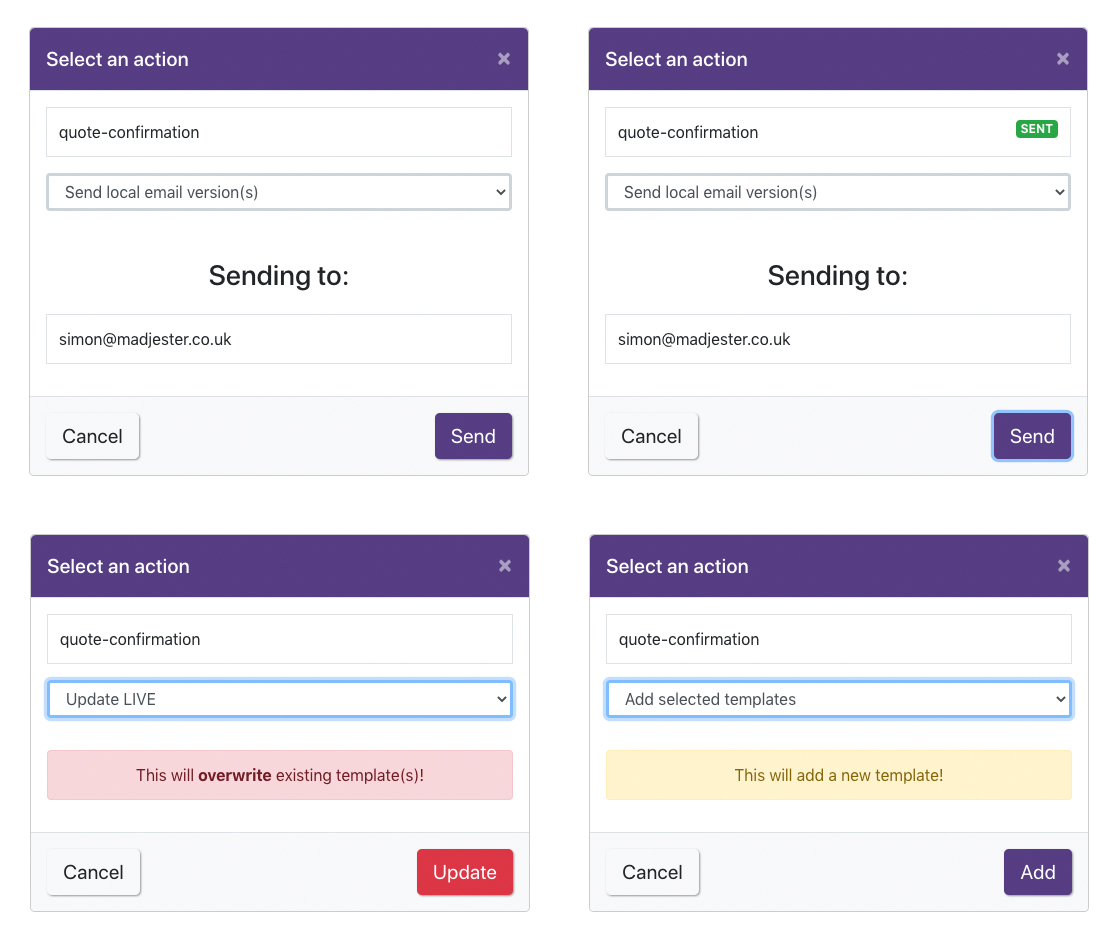 Select an action ×
quote-confirmation
Send local email version(s)
Sending to:
simon@madjester.co.uk
Cancel Send
Select an action ×
quote-confirmation SENT
Send local email version(s)
Sending to:
simon@madjester.co.uk
Cancel Send
Select an action ×
quote-confirmation
Update LIVE
This will overwrite existing template(s)!
Cancel Update
Select an action ×
quote-confirmation
Add selected templates
This will add a new template!
Cancel Add